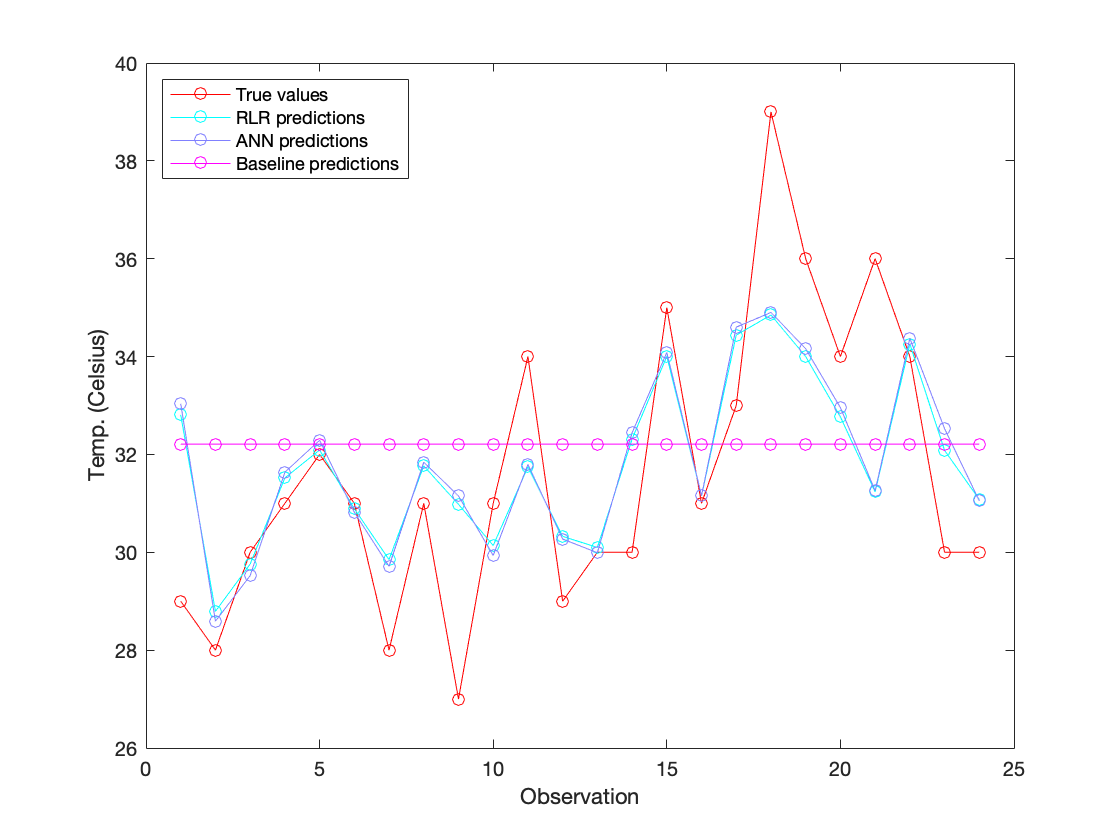 True values
RLR predictions
ANN predictions
Baseline predictions
40
38
36
34
32
30
28
26
Temp. (Celsius)
0 5 10 15 20 25
Observation